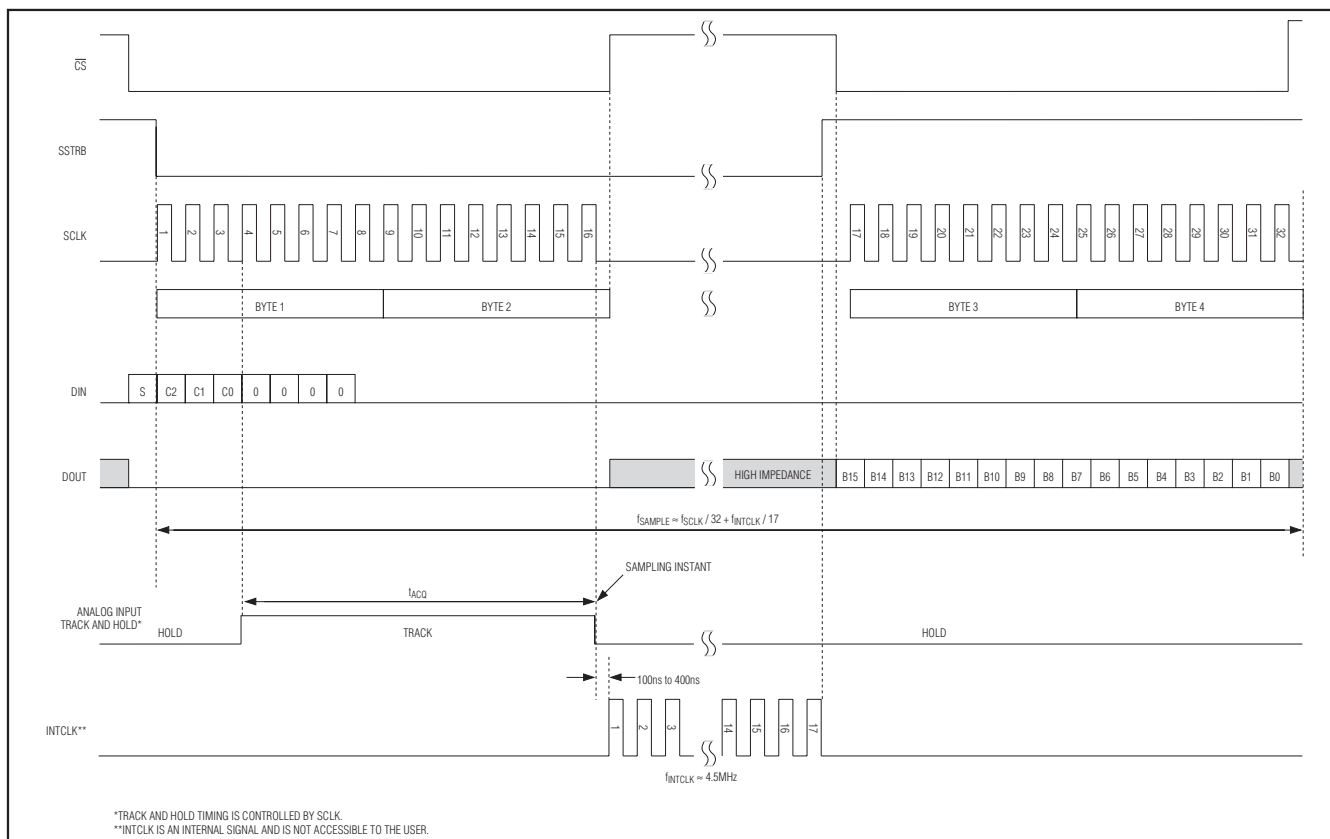 CS
SSTRB
SCLK
1 2 3 4 5 6 7 8 9 10 11 12 13 14 15 16 17 18 19 20 21 22 23 24 25 26 27 28 29 30 31 32
BYTE 1 BYTE 2 BYTE 3 BYTE 4
DIN
S C2 C1 C0 0 0 0 0
DOUT
HIGH IMPEDANCE B15 B14 B13 B12 B11 B10 B9 B8 B7 B6 B5 B4 B3 B2 B1 B0
fSAMPLE ≈ fSCLK / 32 + fINTCLK / 17
SAMPLING INSTANT
tACQ
ANALOG INPUT
TRACK AND HOLD*
HOLD TRACK HOLD
100ns to 400ns
INTCLK**
1 2 3 14 15 16 17
fINTCLK ≈ 4.5MHz
*TRACK AND HOLD TIMING IS CONTROLLED BY SCLK.
**INTCLK IS AN INTERNAL SIGNAL AND IS NOT ACCESSIBLE TO THE USER.